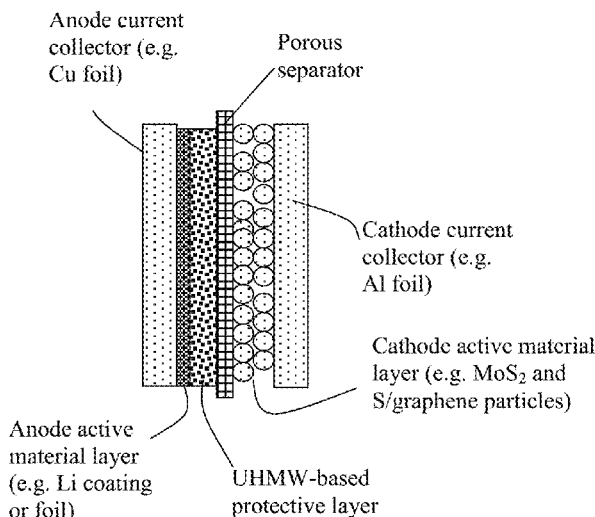 Anode current
collector (e.g.
Cu foil)
Porous
separator
Cathode current
collector (e.g.
Al foil)
Cathode active material
layer (e.g. MoS₂ and
S/graphene particles)
Anode active
material layer
(e.g. Li coating
or foil)
UHMW-based
protective layer